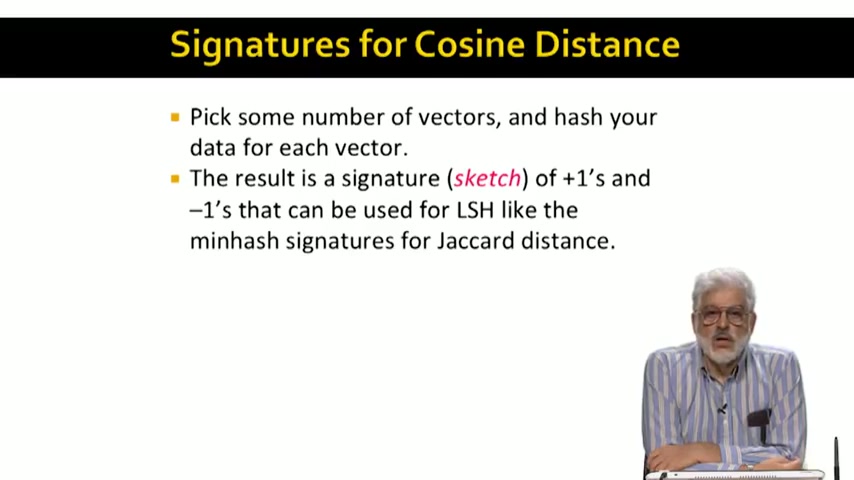 Signatures for Cosine Distance
Pick some number of vectors, and hash your
data for each vector.
The result is a signature (sketch) of +1's and
–1's that can be used for LSH like the
minhash signatures for Jaccard distance.